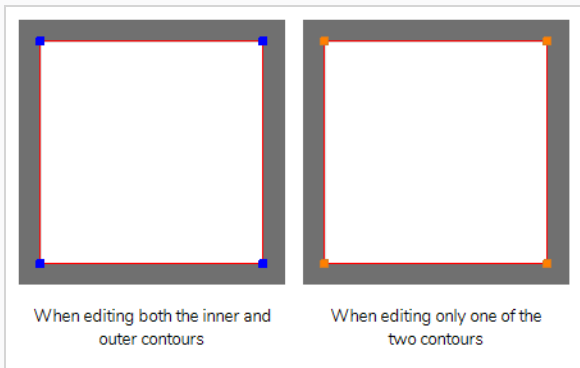 When editing both the inner and
outer contours
When editing only one of the
two contours